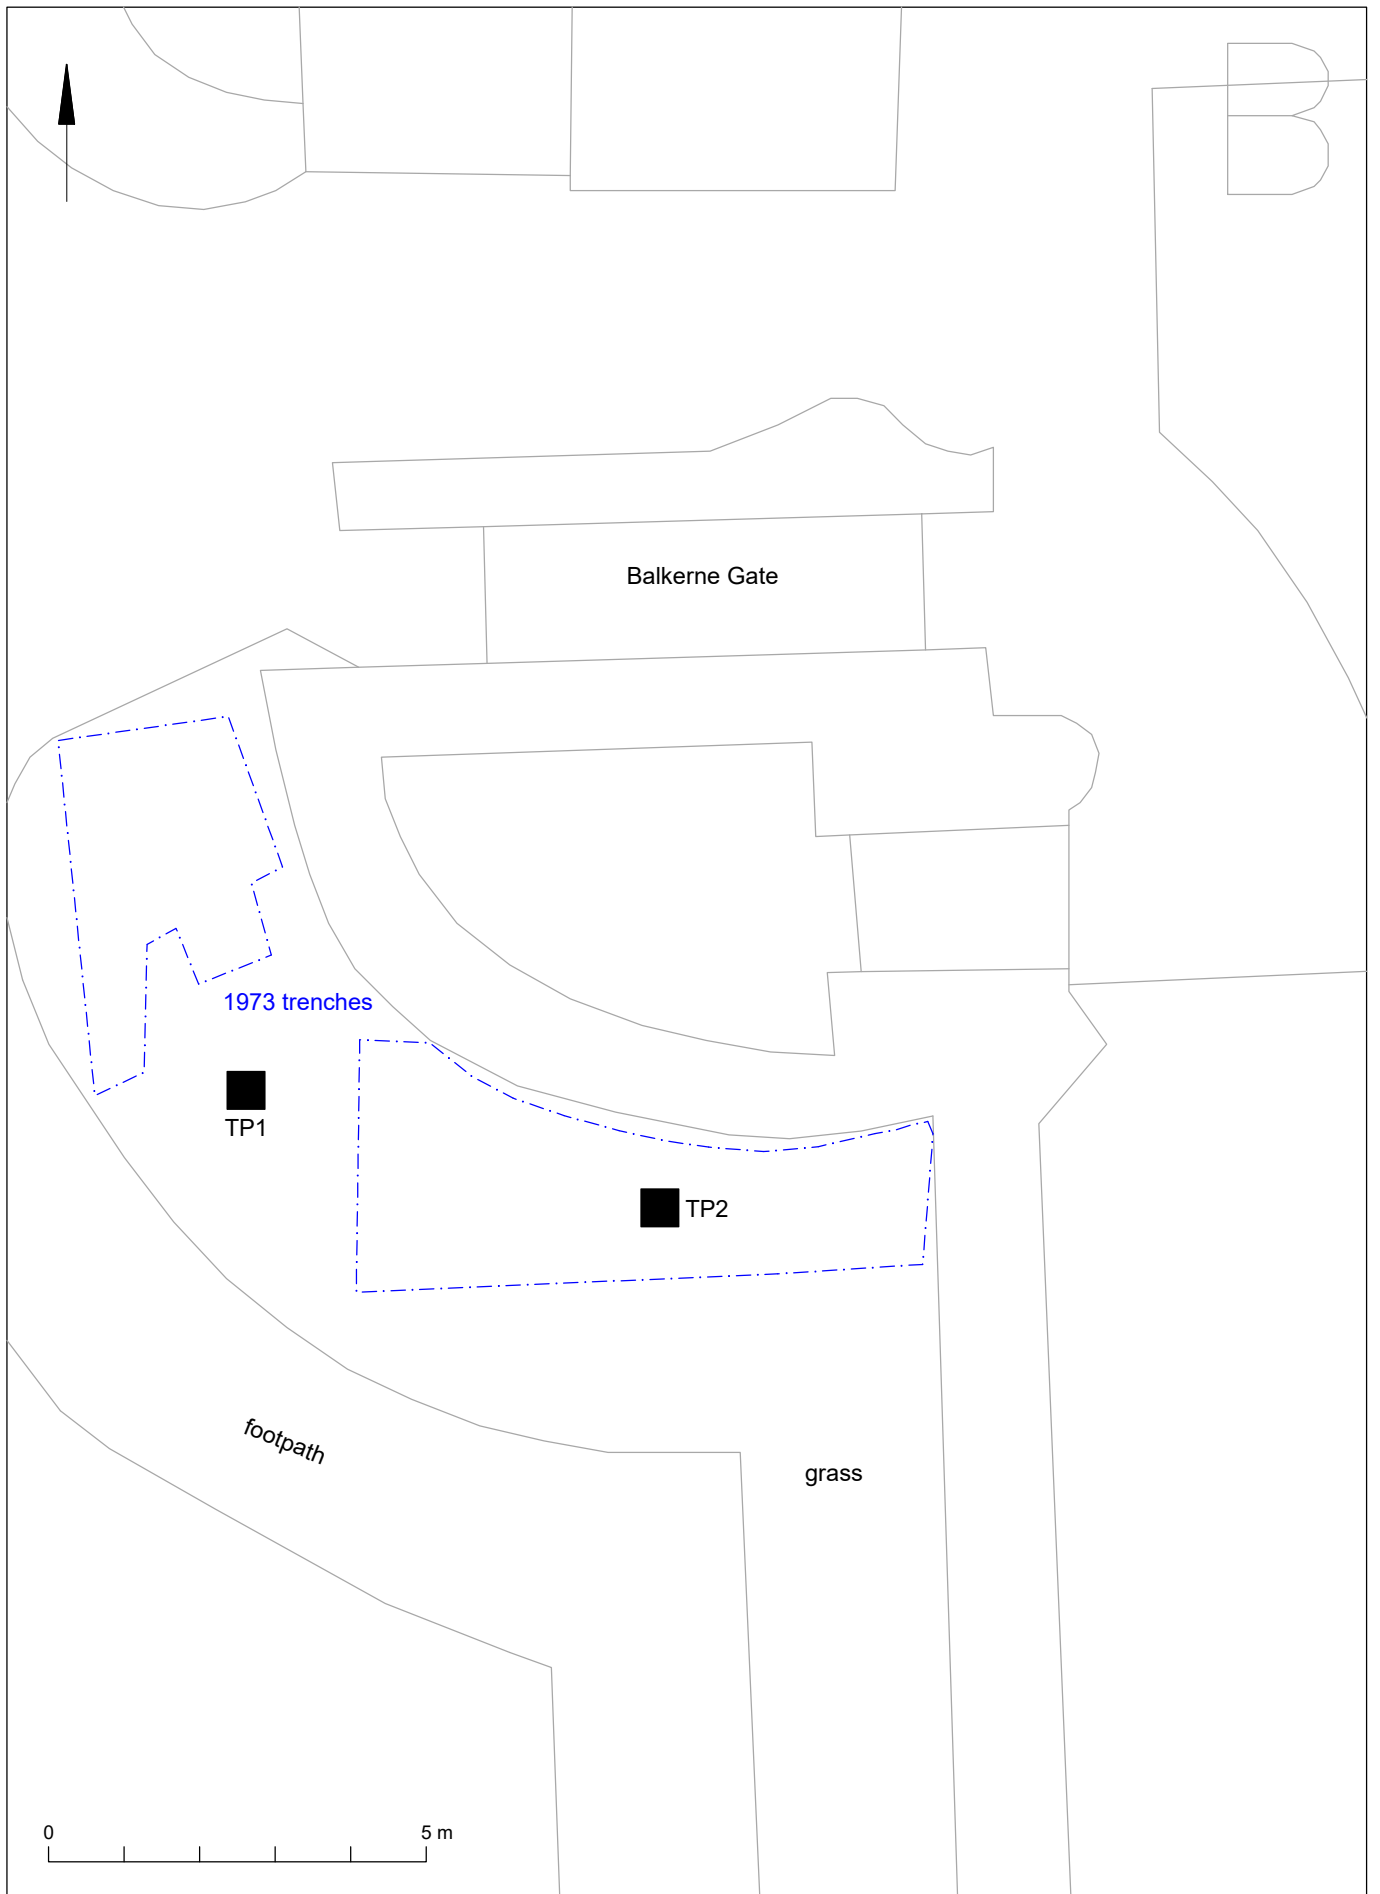 B
Balkerne Gate
1973 trenches
TP1
TP2
footpath
grass
0 5 m